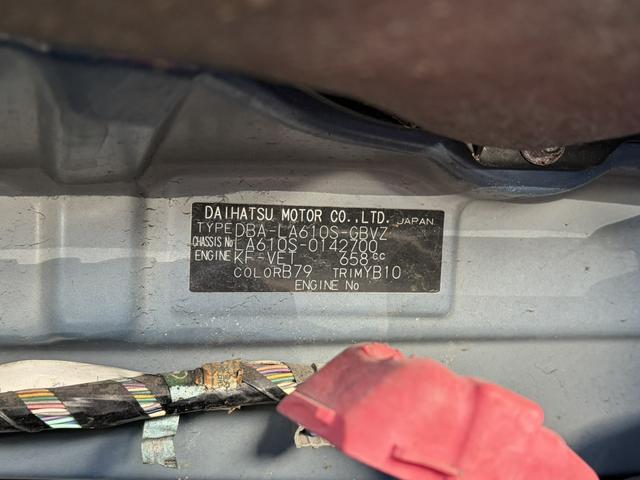 DAIHATSU MOTOR CO.,LTD. JAPAN
TYPE DBA-LA610S-GBVZ
CHASSIS No LA610S-0142700
ENGINE KF-VET 658cc
COLOR B79 TRIM YB10
ENGINE No